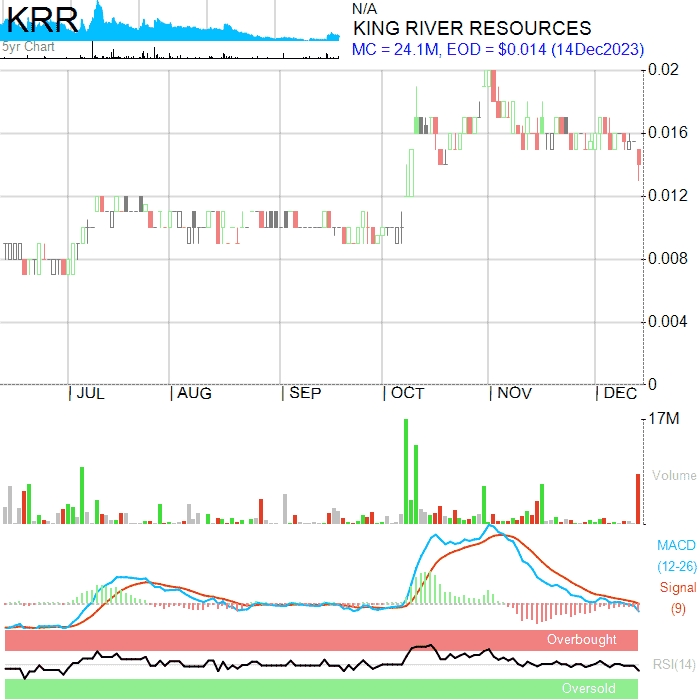 KRR
5yr Chart
N/A
KING RIVER RESOURCES
MC = 24.1M, EOD = $0.014 (14Dec2023)
0.02
0.016
0.012
0.008
0.004
0
JUL AUG SEP OCT NOV DEC
17M
Volume
MACD
(12-26)
Signal
(9)
Overbought
RSI(14)
Oversold